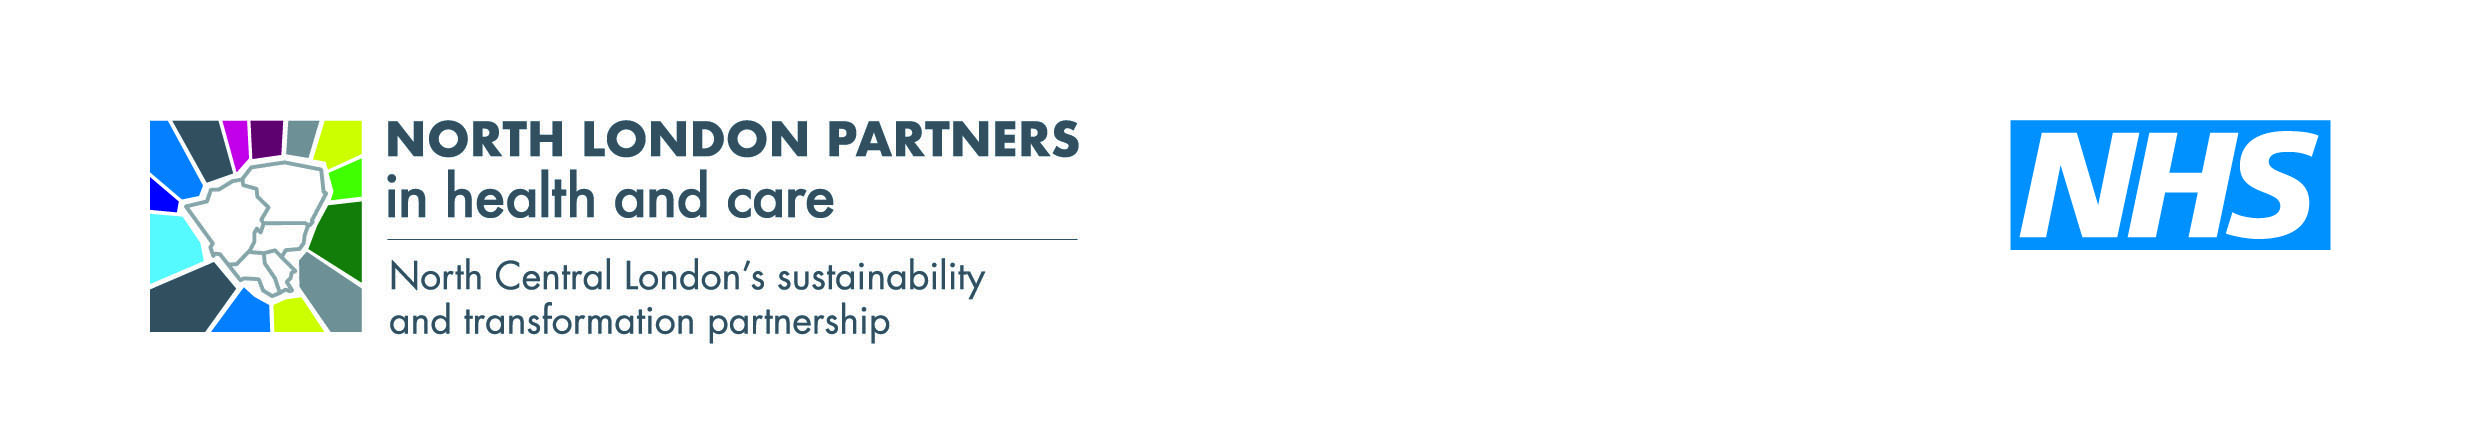 NORTH LONDON PARTNERS
in health and care
North Central London’s sustainability
and transformation partnership
NHS